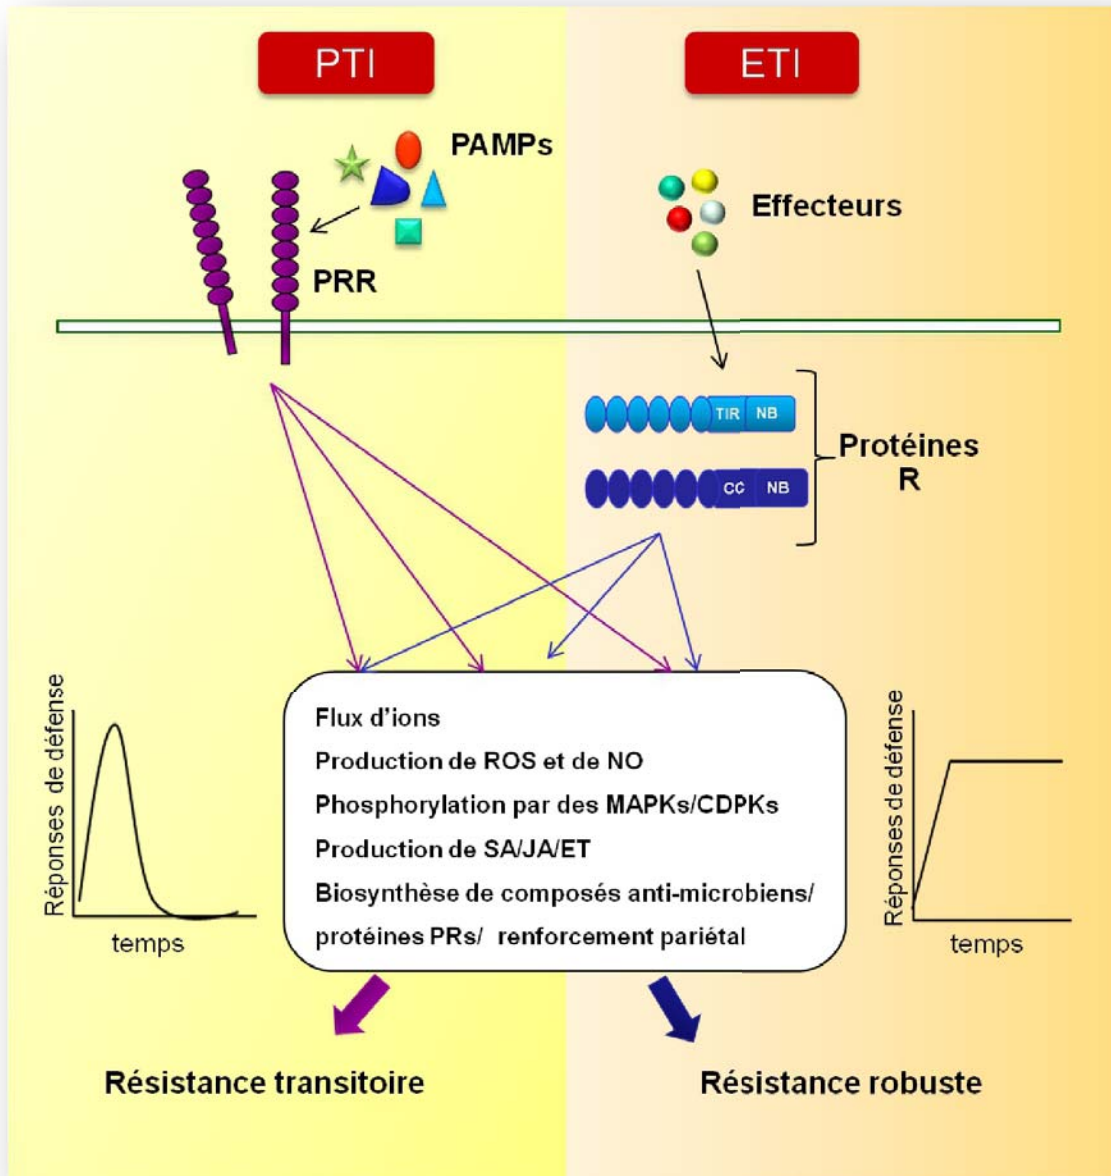 PTI
ETI
PAMPs
PRR
Effecteurs
TIR NB
CC NB
Protéines
R
Flux d'ions
Production de ROS et de NO
Phosphorylation par des MAPKs/CDPKs
Production de SA/JA/ET
Biosynthèse de composés anti-microbiens/
protéines PRs/ renforcement pariétal
Réponses de défense
temps
Réponses de défense
temps
Résistance transitoire
Résistance robuste